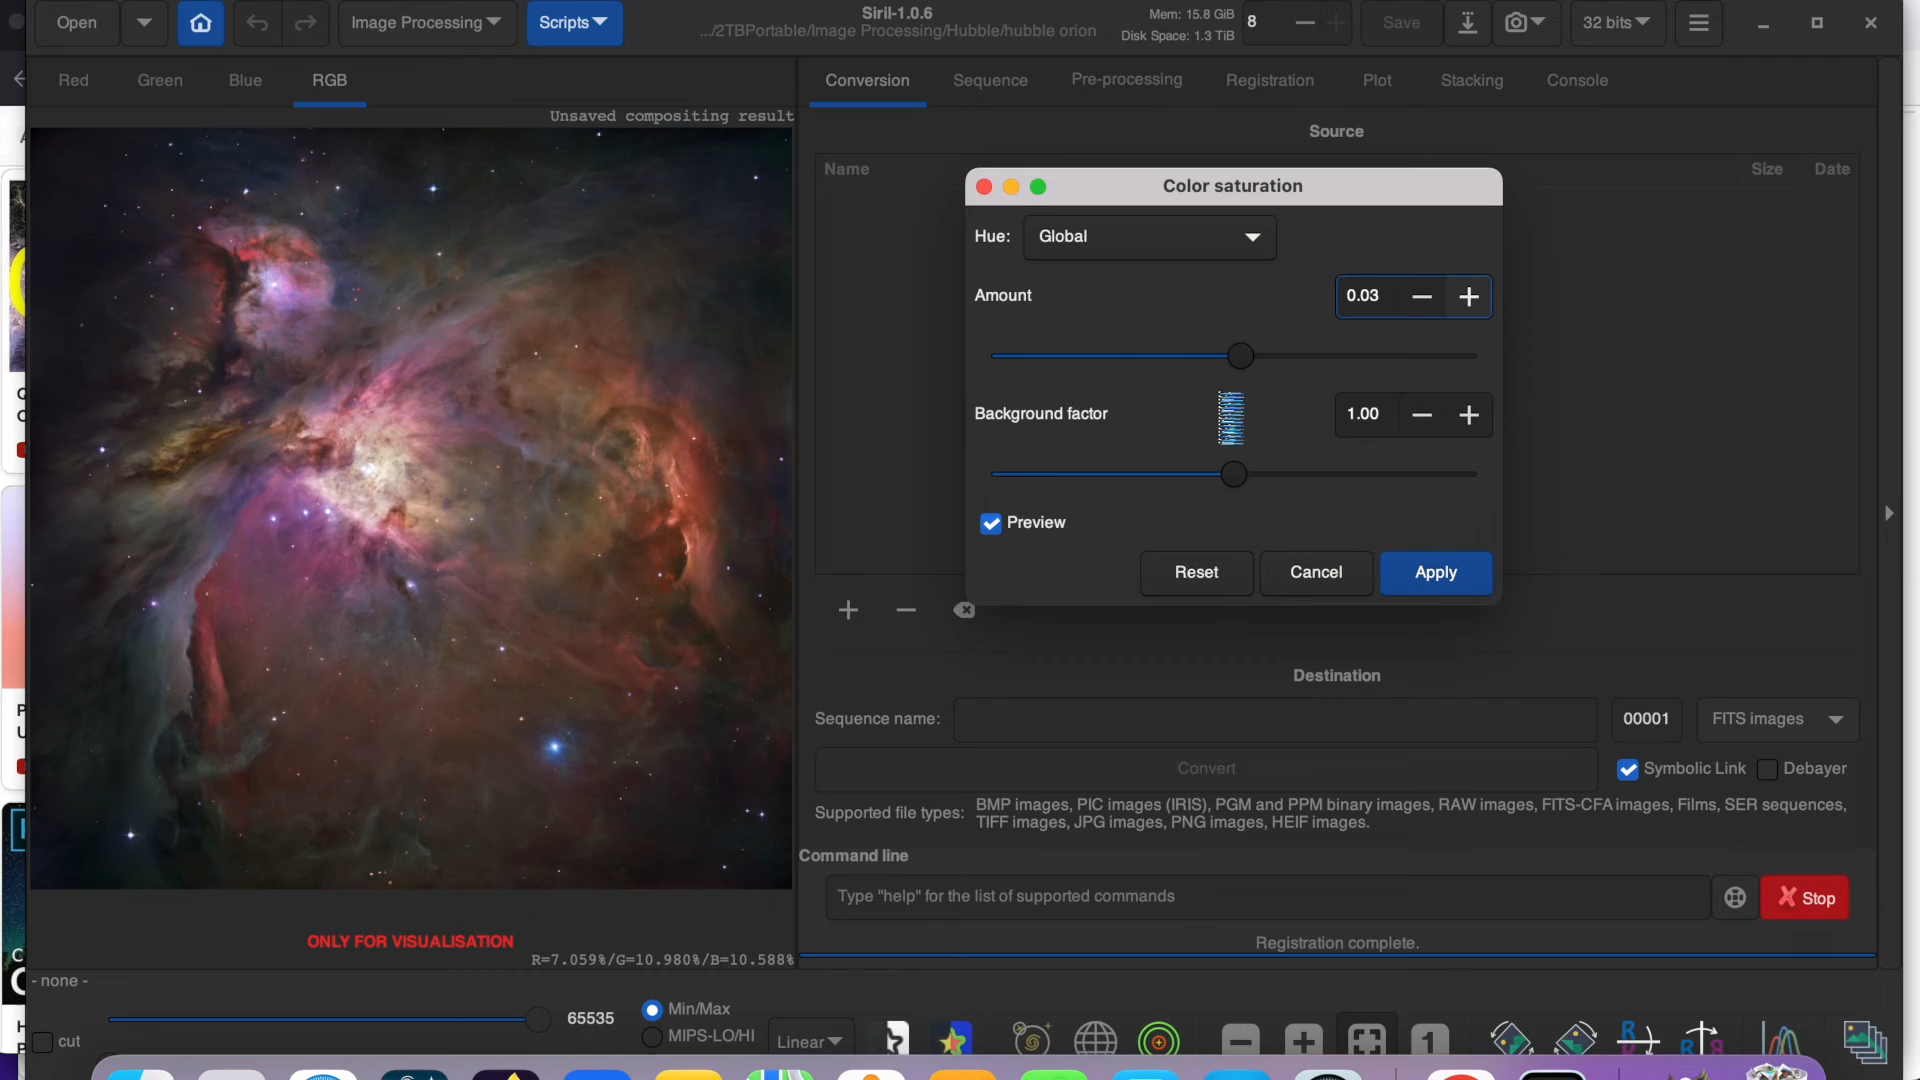 Open
Image Processing
Scripts
Siril-1.0.6
.../2TBPortable/Image Processing/Hubble/hubble orion
Mem: 15.8 GiB
Disk Space: 1.3 TiB
8
Save
32 bits
Red
Green
Blue
RGB
Unsaved compositing result
Conversion
Sequence
Pre-processing
Registration
Plot
Stacking
Console
Source
Name
Size
Date
Color saturation
Hue:
Global
Amount
0.03
Background factor
1.00
Preview
Reset
Cancel
Apply
Destination
Sequence name:
00001
FITS images
Convert
Symbolic Link
Debayer
Supported file types:
BMP images, PIC images (IRIS), PGM and PPM binary images, RAW images, FITS-CFA images, Films, SER sequences,
TIFF images, JPG images, PNG images, HEIF images.
Command line
Type "help" for the list of supported commands
Stop
Registration complete.
ONLY FOR VISUALISATION
R=7.059%/G=10.980%/B=10.588%
- none -
65535
Min/Max
MIPS-LO/HI
cut
Linear
1